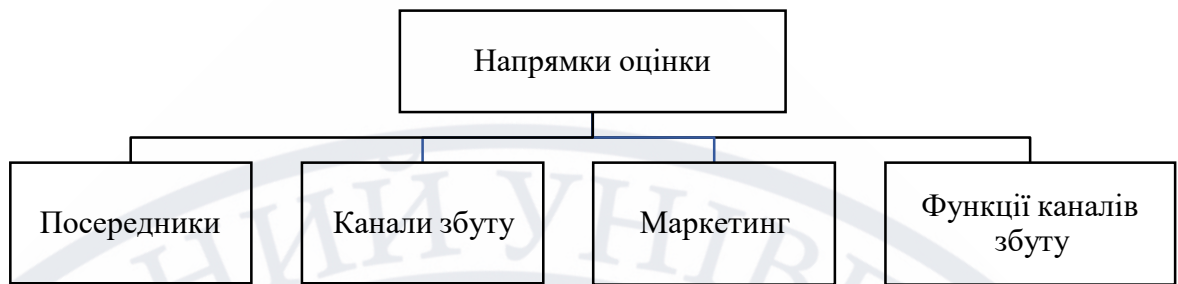 Напрямки оцінки
Посередники
Канали збуту
Маркетинг
Функції каналів
збуту